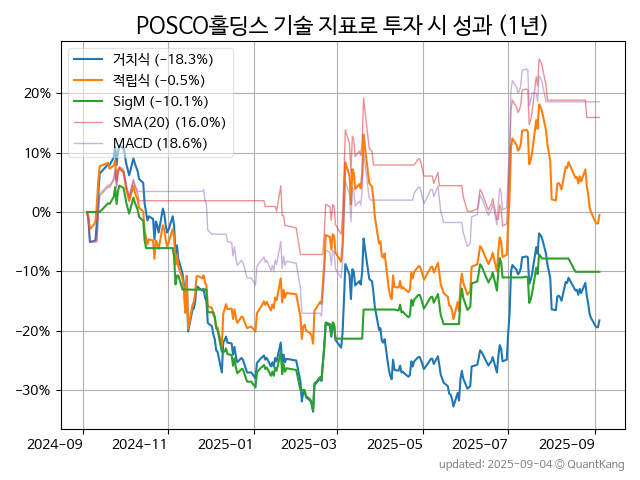 POSCO홀딩스 기술 지표로 투자 시 성과 (1년)
거치식 (−18.3%)
적립식 (−0.5%)
SigM (−10.1%)
SMA(20) (16.0%)
MACD (18.6%)
20%
10%
0%
−10%
−20%
−30%
2024-09 2024-11 2025-01 2025-03 2025-05 2025-07 2025-09
updated: 2025-09-04 © QuantKang